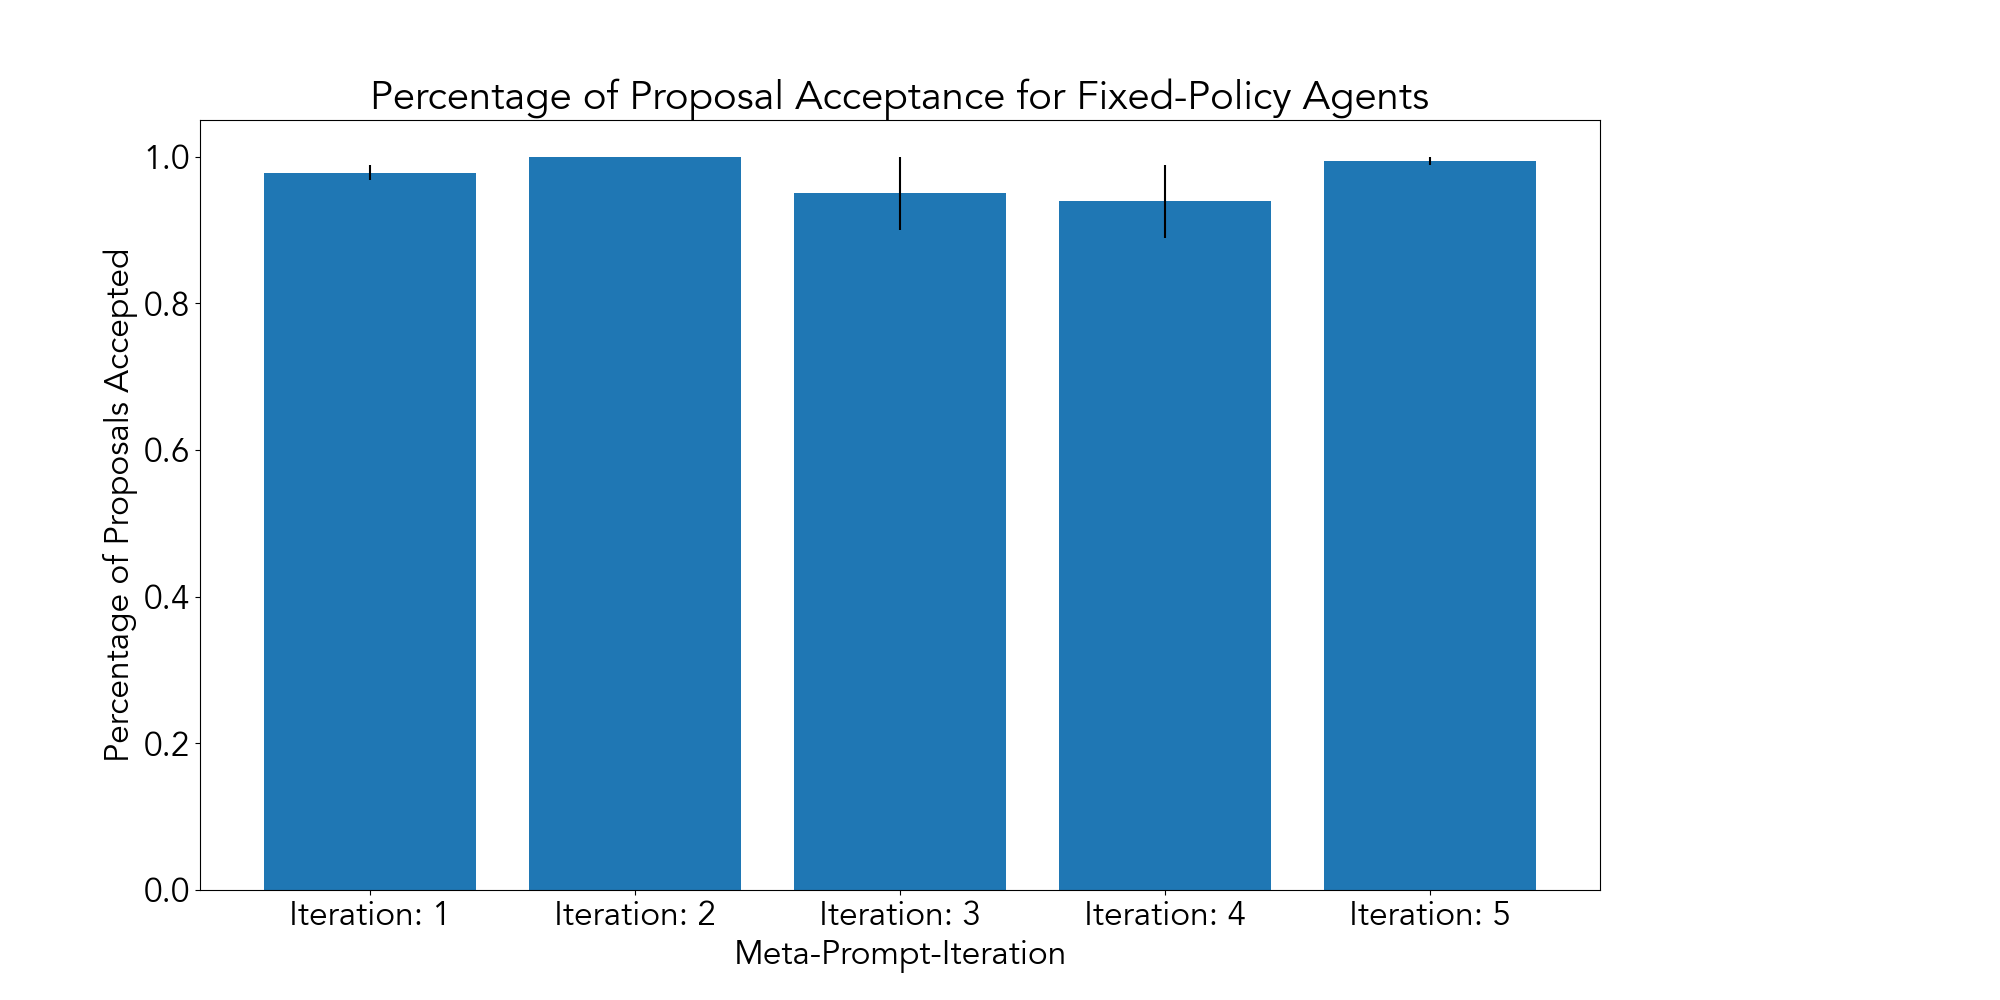 Percentage of Proposal Acceptance for Fixed-Policy Agents
Percentage of Proposals Accepted
1.0
0.8
0.6
0.4
0.2
0.0
Iteration: 1
Iteration: 2
Iteration: 3
Iteration: 4
Iteration: 5
Meta-Prompt-Iteration